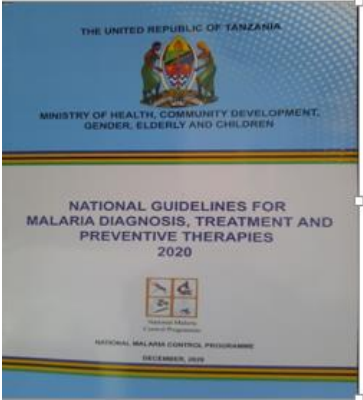 THE UNITED REPUBLIC OF TANZANIA
MINISTRY OF HEALTH, COMMUNITY DEVELOPMENT,
GENDER, ELDERLY AND CHILDREN
NATIONAL GUIDELINES FOR
MALARIA DIAGNOSIS, TREATMENT AND
PREVENTIVE THERAPIES
2020
National Malaria
Control Programme
NATIONAL MALARIA CONTROL PROGRAMME
DECEMBER, 2020